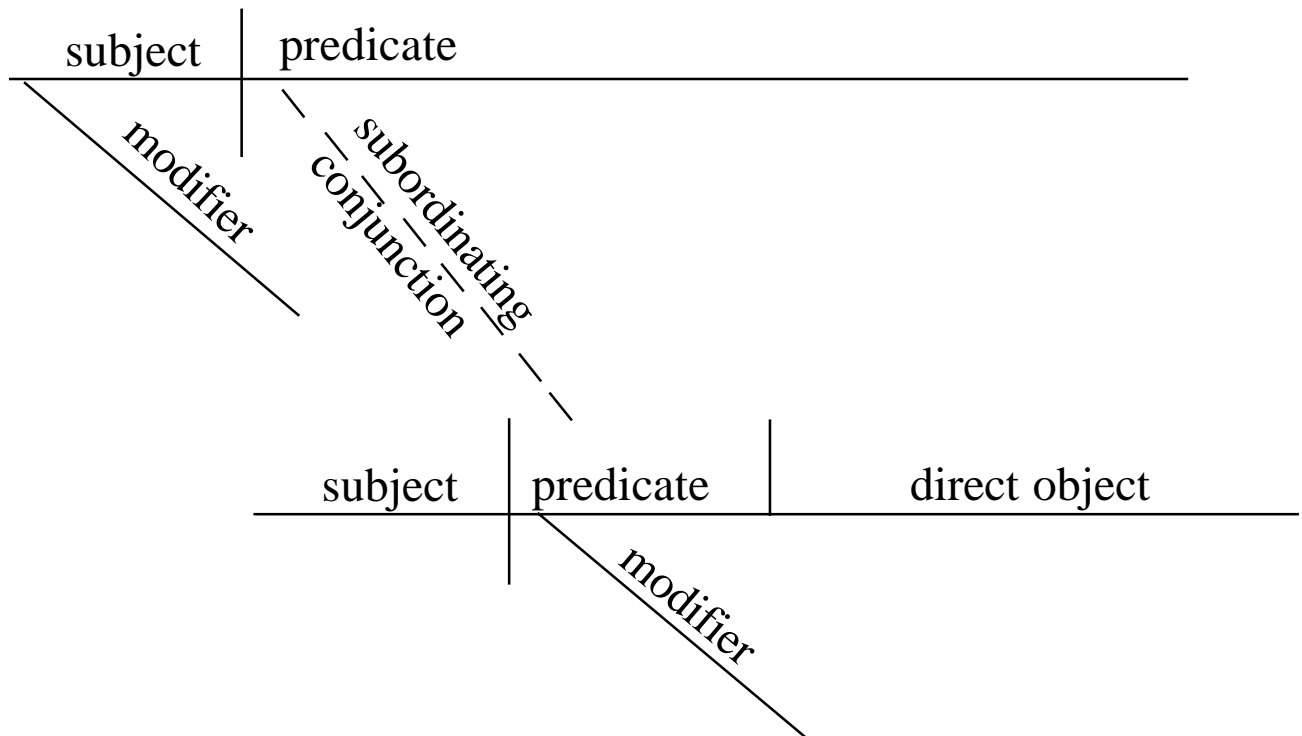 subject predicate
modifier
subordinating
conjunction
subject predicate direct object
modifier